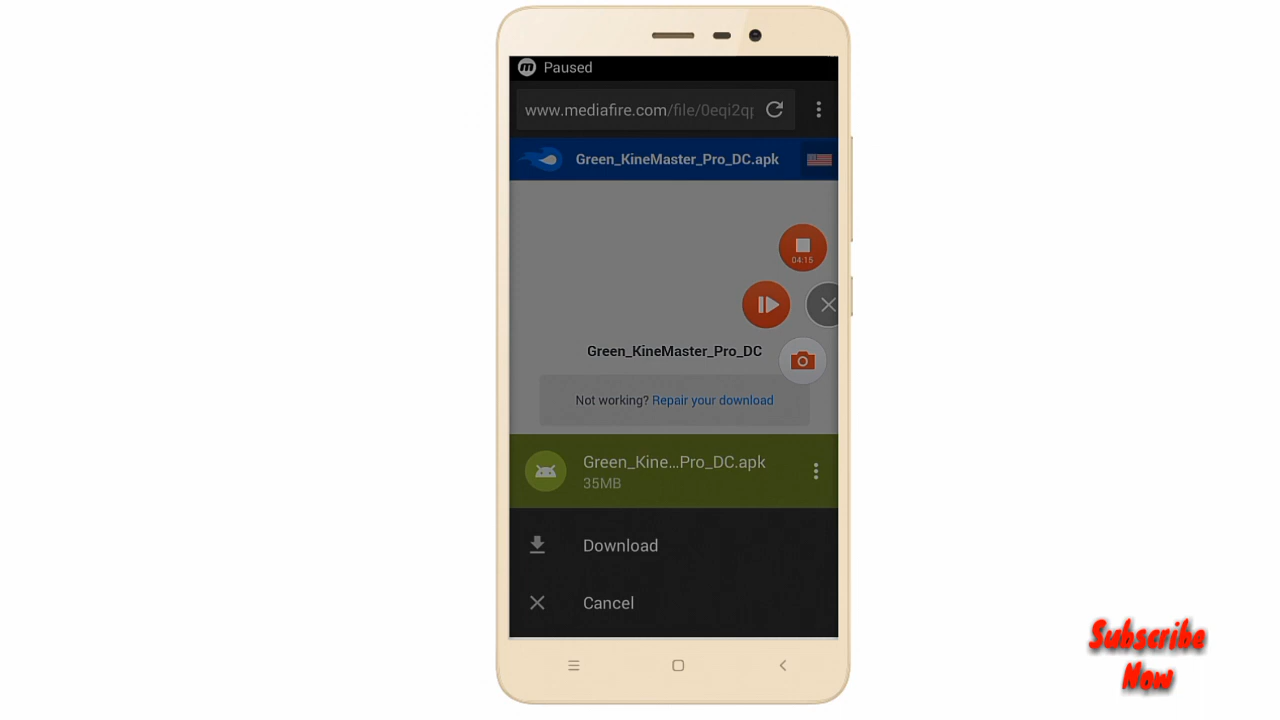 Paused
www.mediafire.com/file/0eqi2qp
Green_KineMaster_Pro_DC.apk
04:15
Green_KineMaster_Pro_DC
Not working? Repair your download
Green_Kine...Pro_DC.apk
35MB
Download
Cancel
Subscribe
Now